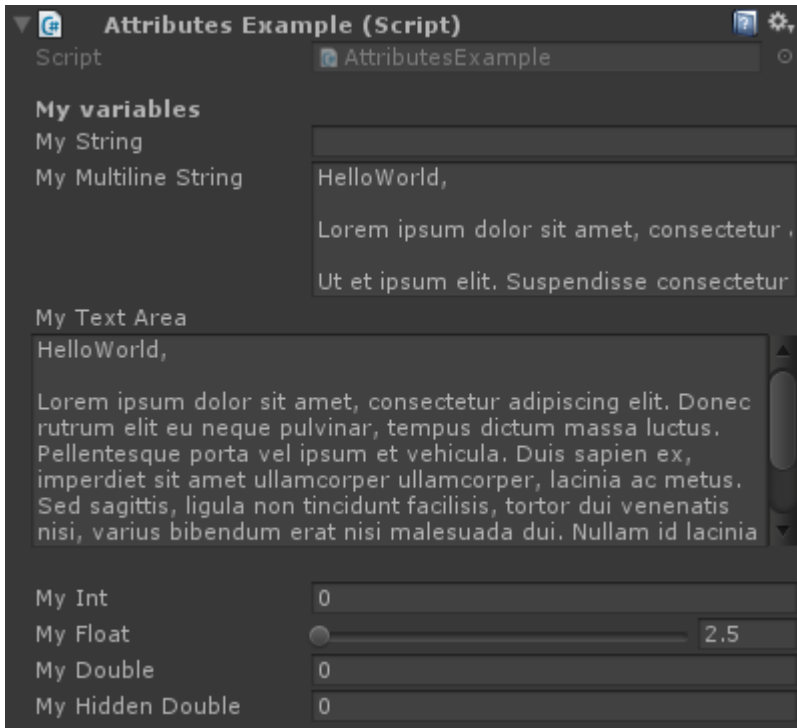 Attributes Example (Script)
Script AttributesExample
My variables
My String
My Multiline String HelloWorld,
Lorem ipsum dolor sit amet, consectetur
Ut et ipsum elit. Suspendisse consectetur
My Text Area
HelloWorld,
Lorem ipsum dolor sit amet, consectetur adipiscing elit. Donec
rutrum elit eu neque pulvinar, tempus dictum massa luctus.
Pellentesque porta vel ipsum et vehicula. Duis sapien ex,
imperdiet sit amet ullamcorper ullamcorper, lacinia ac metus.
Sed sagittis, ligula non tincidunt facilisis, tortor dui venenatis
nisi, varius bibendum erat nisi malesuada dui. Nullam id lacinia
My Int 0
My Float 2.5
My Double 0
My Hidden Double 0